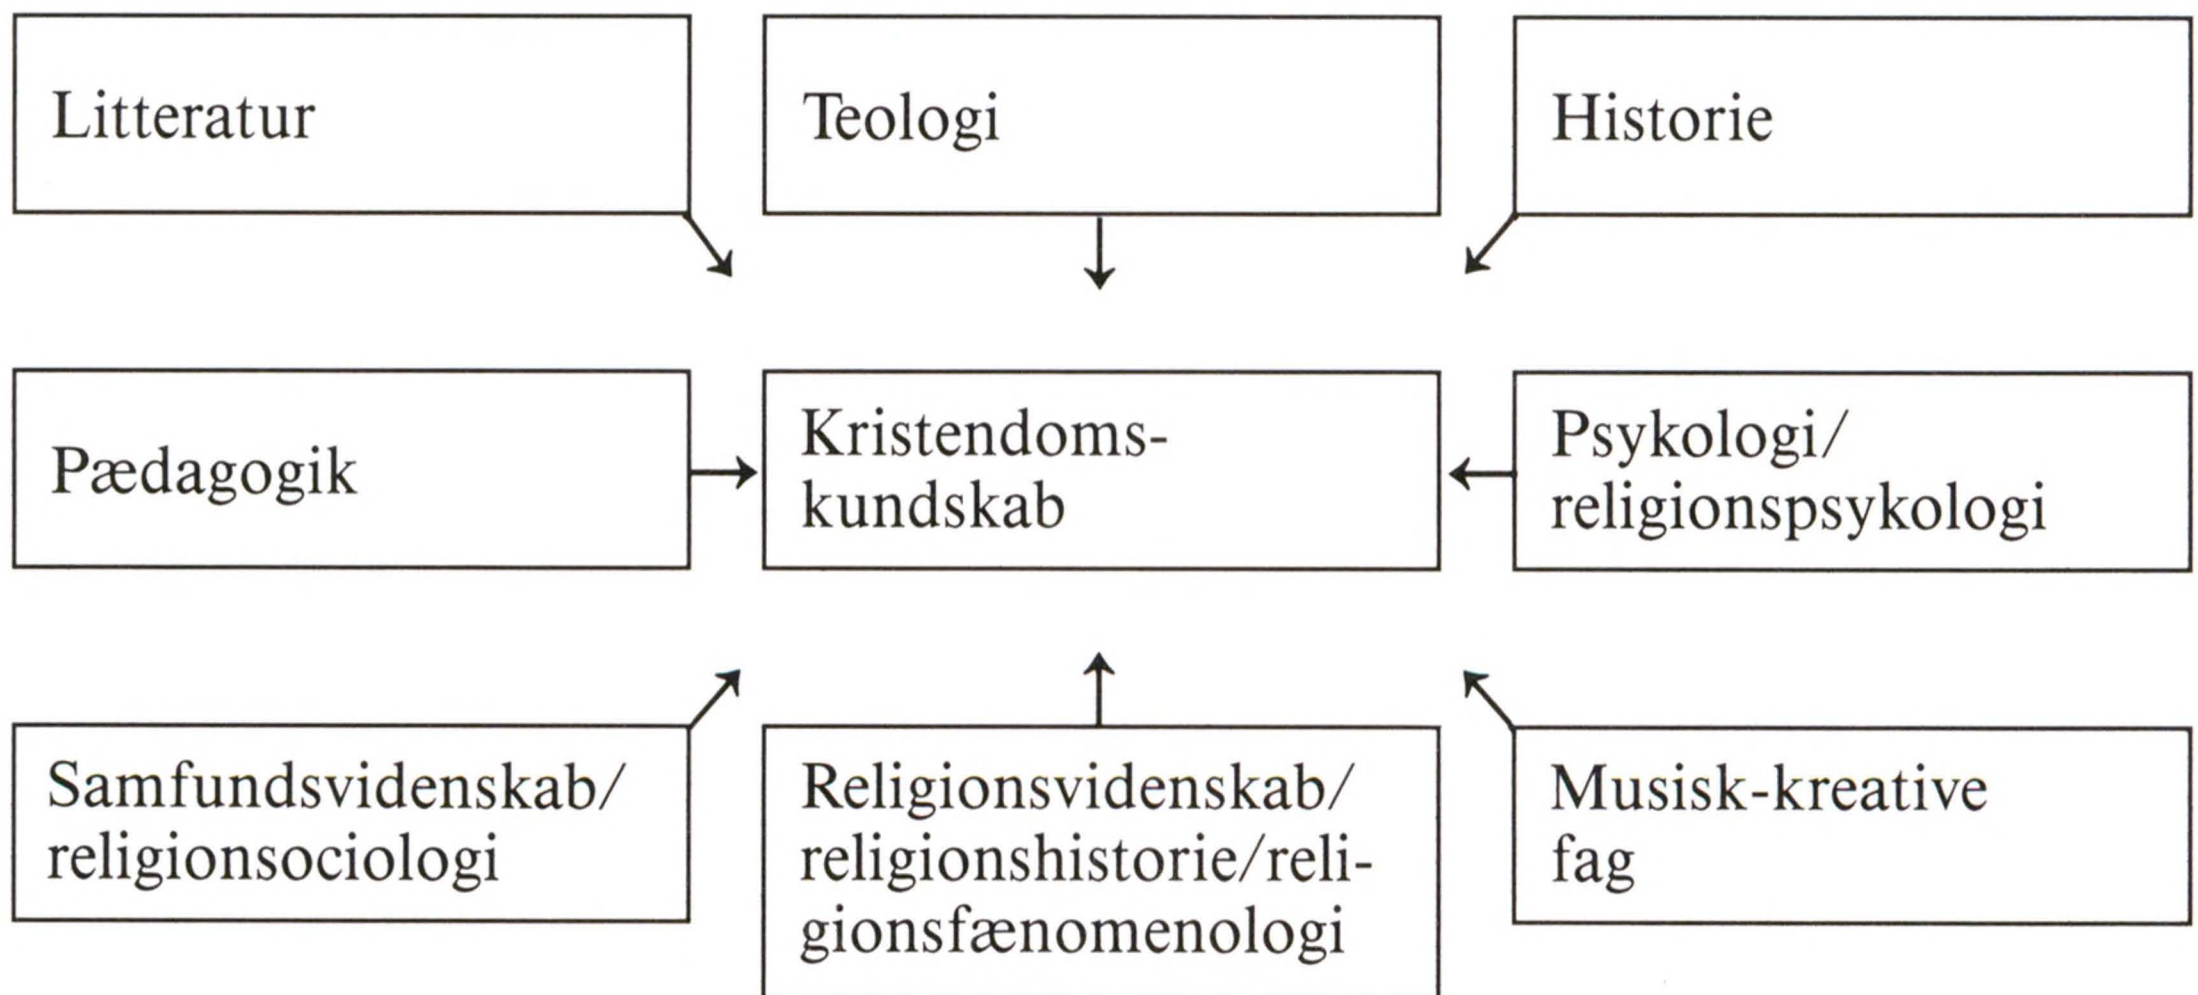 Litteratur
Teologi
Historie
Pædagogik
Kristendoms-
kundskab
Psykologi/
religionspsykologi
Samfundsvidenskab/
religionsociologi
Religionsvidenskab/
religionshistorie/reli-
gionsfænomenologi
Musisk-kreative
fag